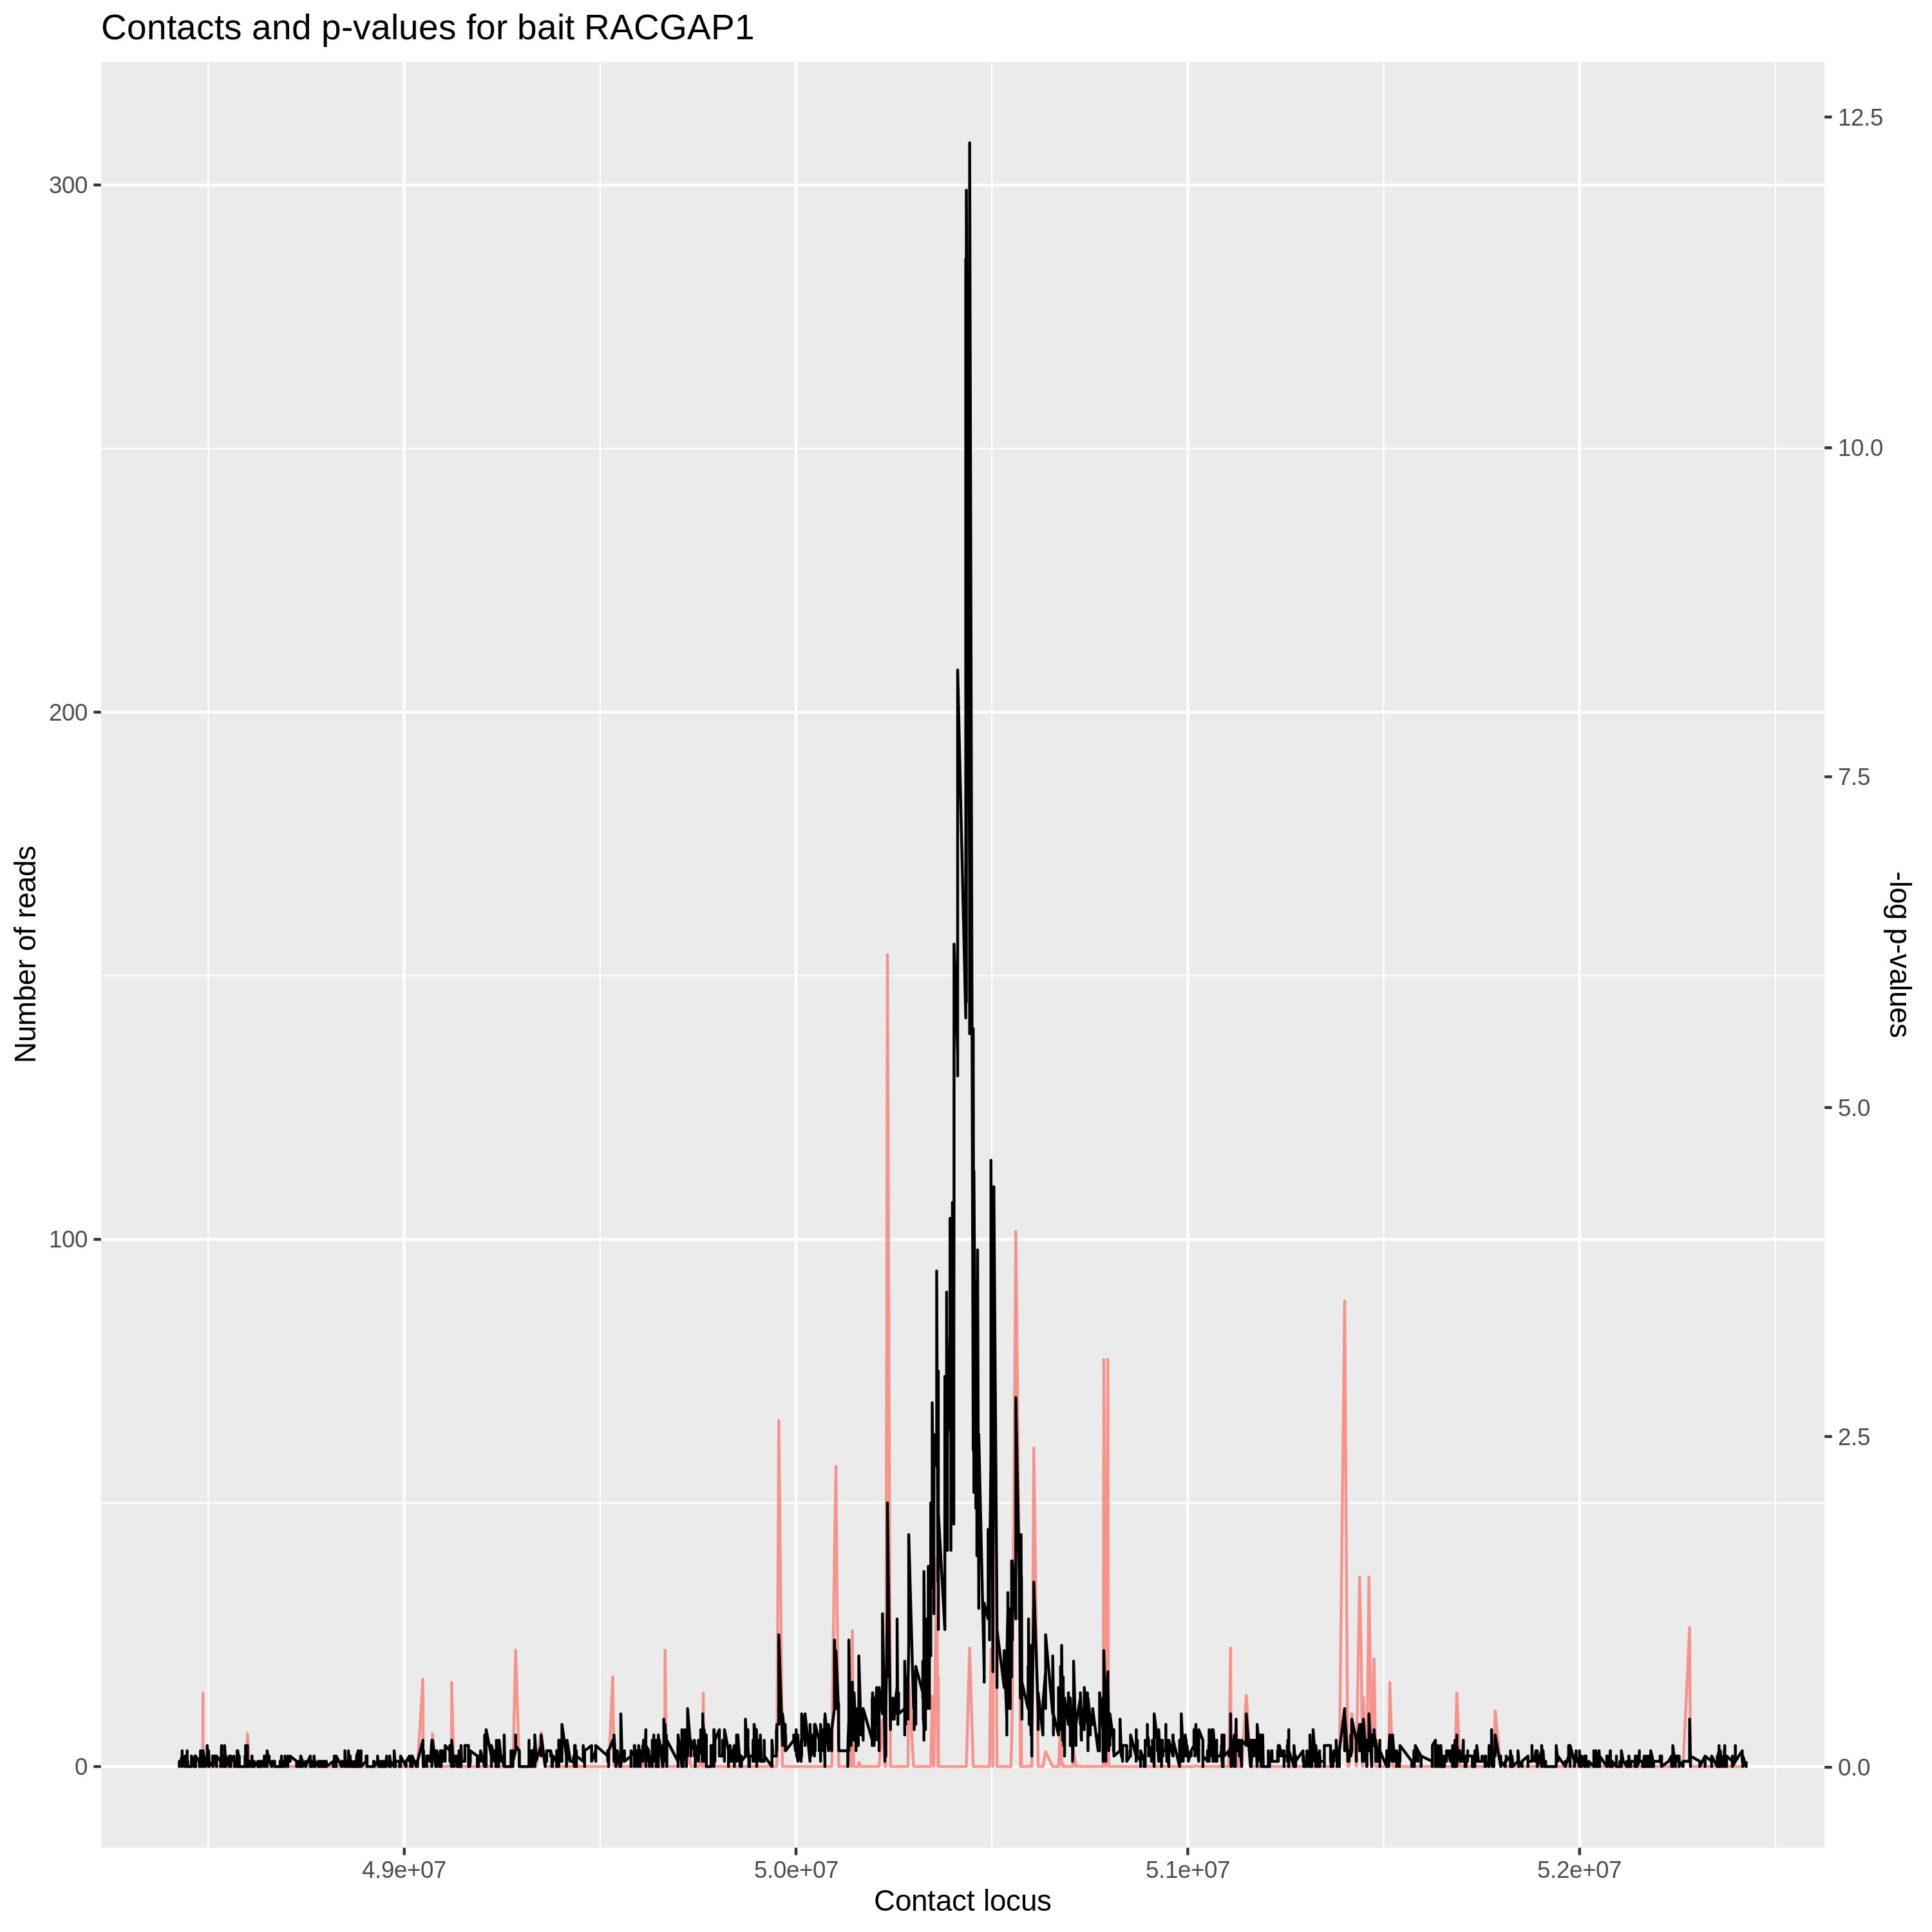 Contacts and p-values for bait RACGAP1
300
200
100
0
Number of reads
12.5
10.0
7.5
5.0
2.5
0.0
-log p-values
4.9e+07
5.0e+07
5.1e+07
5.2e+07
Contact locus